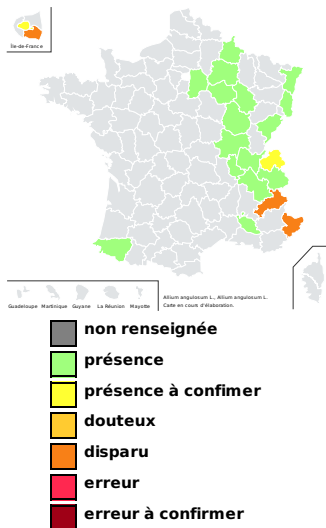 Île-de-France
Guadeloupe Martinique Guyane La Réunion Mayotte
Allium angulosum L., Allium angulosum L.
Carte en cours d'élaboration.
non renseignée
présence
présence à confimer
douteux
disparu
erreur
erreur à confirmer